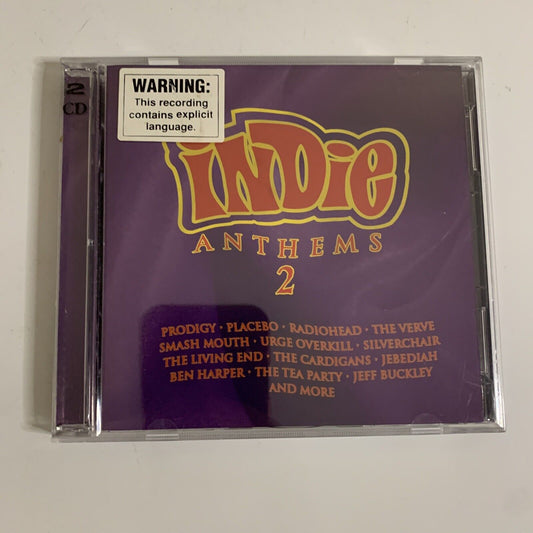 2
CD
WARNING:
This recording
contains explicit
language.
INDiE
ANTHEMS
2
PRODIGY · PLACEBO · RADIOHEAD · THE VERVE
SMASH MOUTH · URGE OVERKILL · SILVERCHAIR
THE LIVING END · THE CARDIGANS · JEBEDIAH
BEN HARPER · THE TEA PARTY · JEFF BUCKLEY
AND MORE